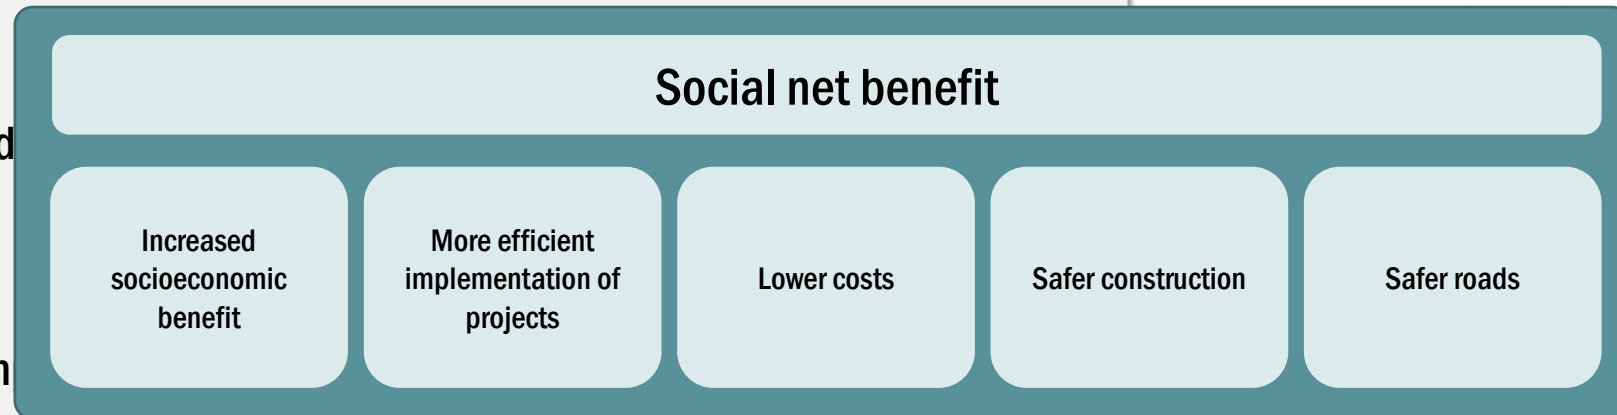 Social net benefit
Increased
socioeconomic
benefit
More efficient
implementation of
projects
Lower costs
Safer construction
Safer roads